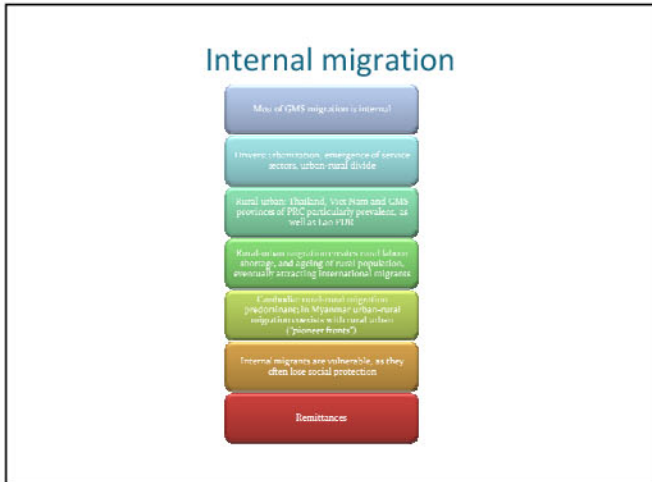 Internal migration
Most of GMS migration is internal
Drivers: urbanization, emergence of service
sectors, urban-rural divide
Rural urban: Thailand, Viet Nam and GMS
provinces of PRC particularly prevalent, as
well as Lao PDR
Rural-urban migration creates rural labour
shortage, and ageing of rural population,
eventually attracting international migrants
Cambodia: rural-rural migration
predominant; in Myanmar urban-rural
migration coexists with rural urban
("pioneer fronts")
Internal migrants are vulnerable, as they
often lose social protection
Remittances